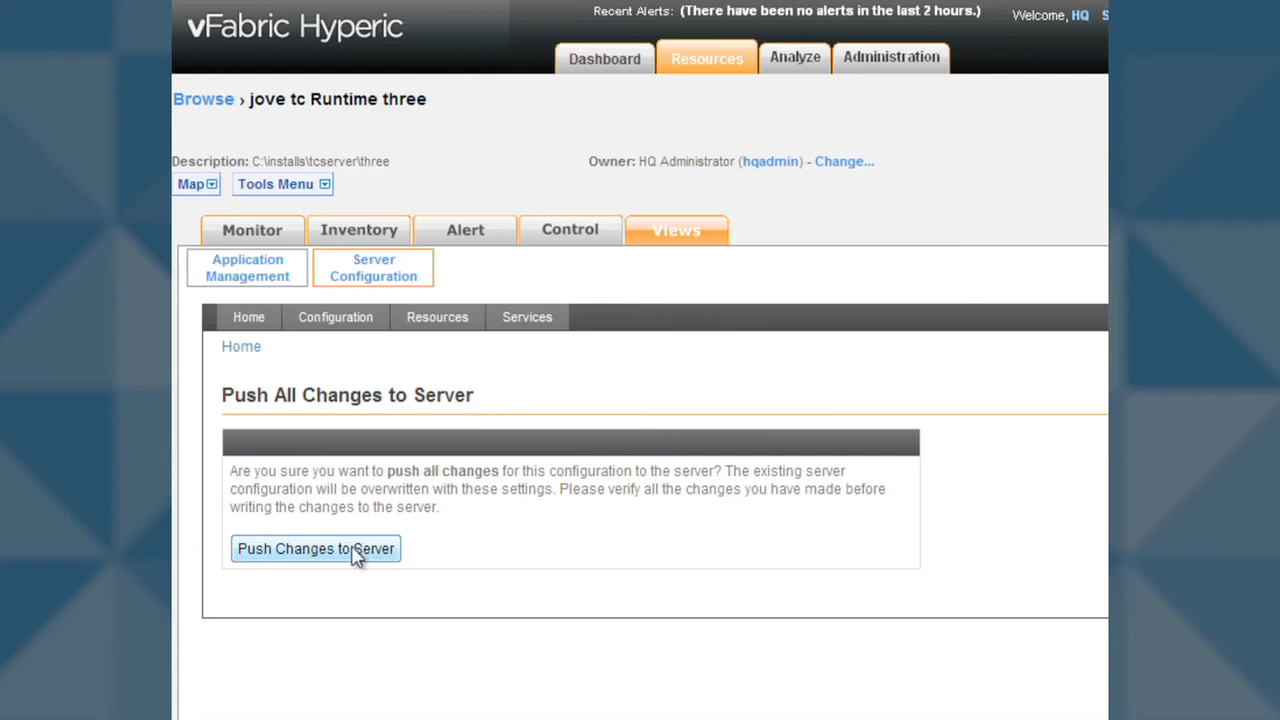 vFabric Hyperic
Recent Alerts: (There have been no alerts in the last 2 hours.)
Welcome, HQ S
Dashboard Resources Analyze Administration
Browse › jove tc Runtime three
Description: C:\installs\tcserver\three
Owner: HQ Administrator (hqadmin) - Change...
Map Tools Menu
Monitor Inventory Alert Control Views
Application Management
Server Configuration
Home Configuration Resources Services
Home
Push All Changes to Server
Are you sure you want to push all changes for this configuration to the server? The existing server
configuration will be overwritten with these settings. Please verify all the changes you have made before
writing the changes to the server.
Push Changes to Server